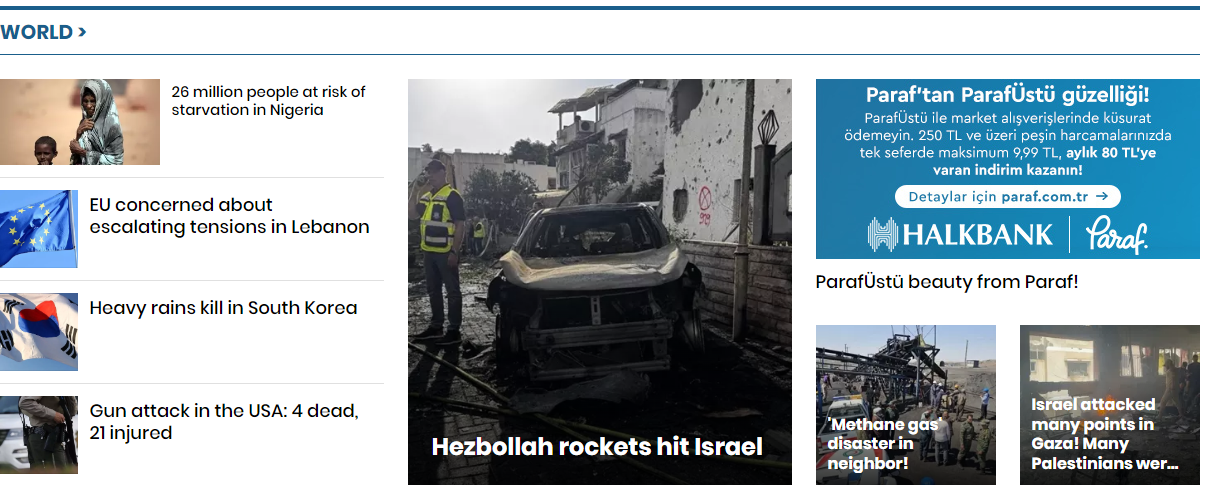 WORLD >
26 million people at risk of
starvation in Nigeria
EU concerned about
escalating tensions in Lebanon
Heavy rains kill in South Korea
Gun attack in the USA: 4 dead,
21 injured
Hezbollah rockets hit Israel
Paraf'tan ParafÜstü güzelliği!
ParafÜstü ile market alışverişlerinde küsurat
ödemeyin. 250 TL ve üzeri peşin harcamalarınızda
tek seferde maksimum 9,99 TL, aylık 80 TL'ye
varan indirim kazanın!
Detaylar için paraf.com.tr →
HALKBANK Paraf.
ParafÜstü beauty from Paraf!
'Methane gas'
disaster in
neighbor!
Israel attacked
many points in
Gaza! Many
Palestinians wer...